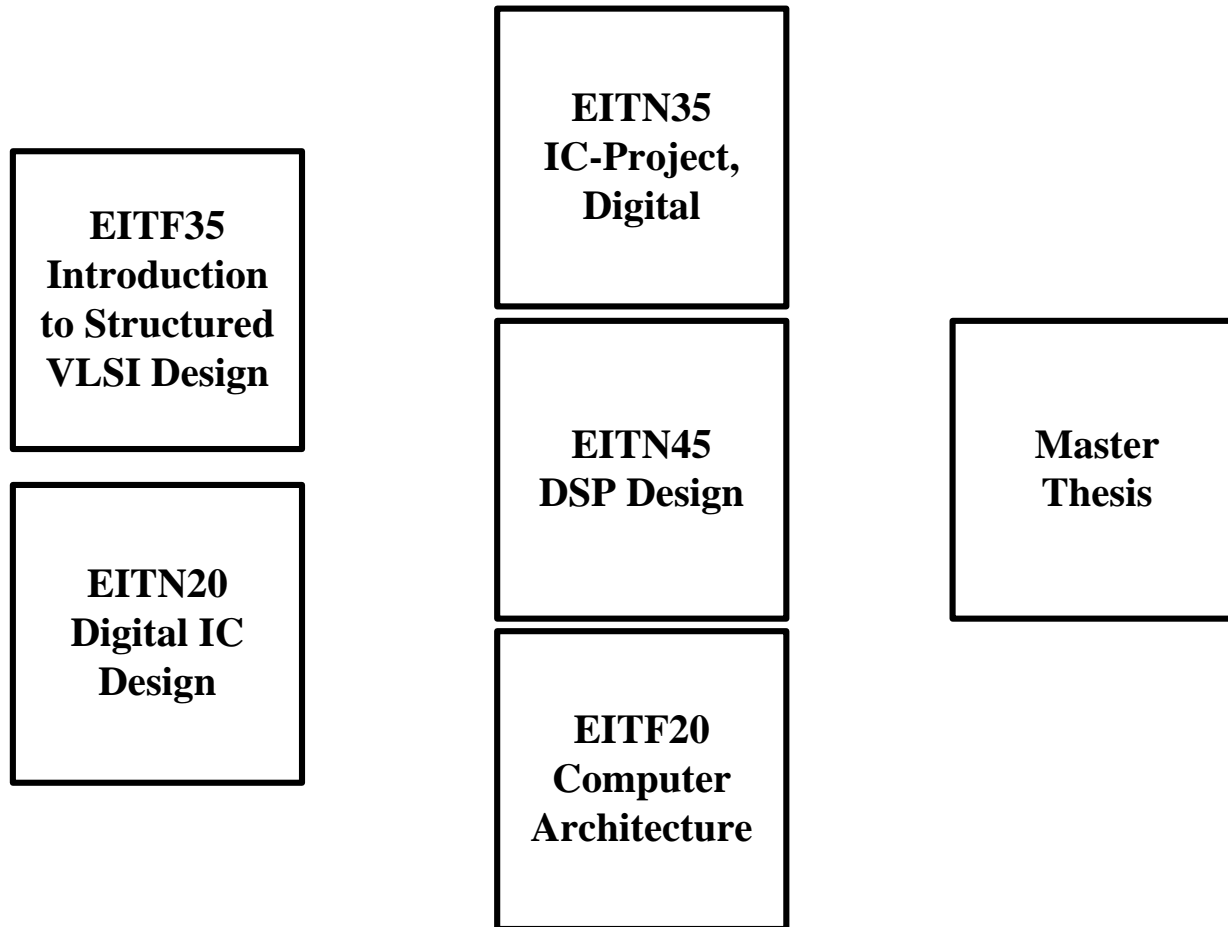 EITF35
Introduction
to Structured
VLSI Design
EITN20
Digital IC
Design
EITN35
IC-Project,
Digital
EITN45
DSP Design
EITF20
Computer
Architecture
Master
Thesis